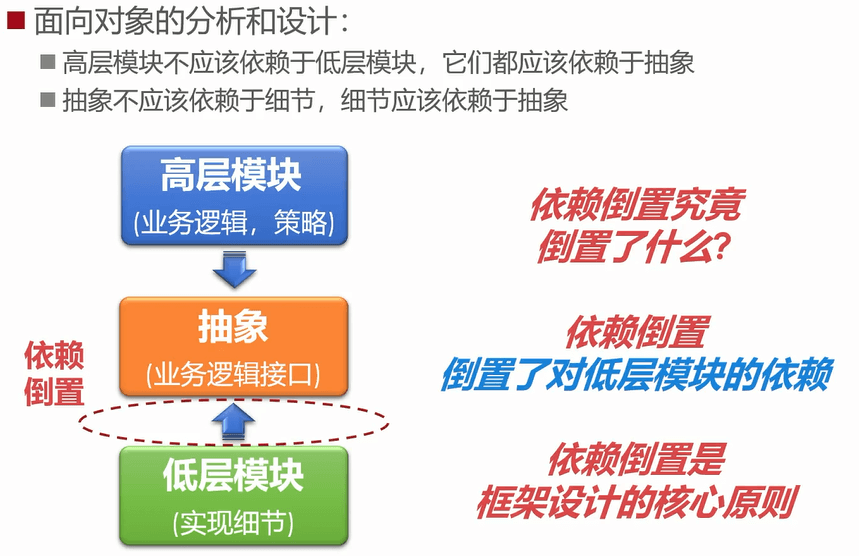 面向对象的分析和设计：
高层模块不应该依赖于低层模块，它们都应该依赖于抽象
抽象不应该依赖于细节，细节应该依赖于抽象
高层模块
(业务逻辑，策略)
抽象
(业务逻辑接口)
依赖
倒置
低层模块
(实现细节)
依赖倒置究竟
倒置了什么?
依赖倒置
倒置了对低层模块的依赖
依赖倒置是
框架设计的核心原则